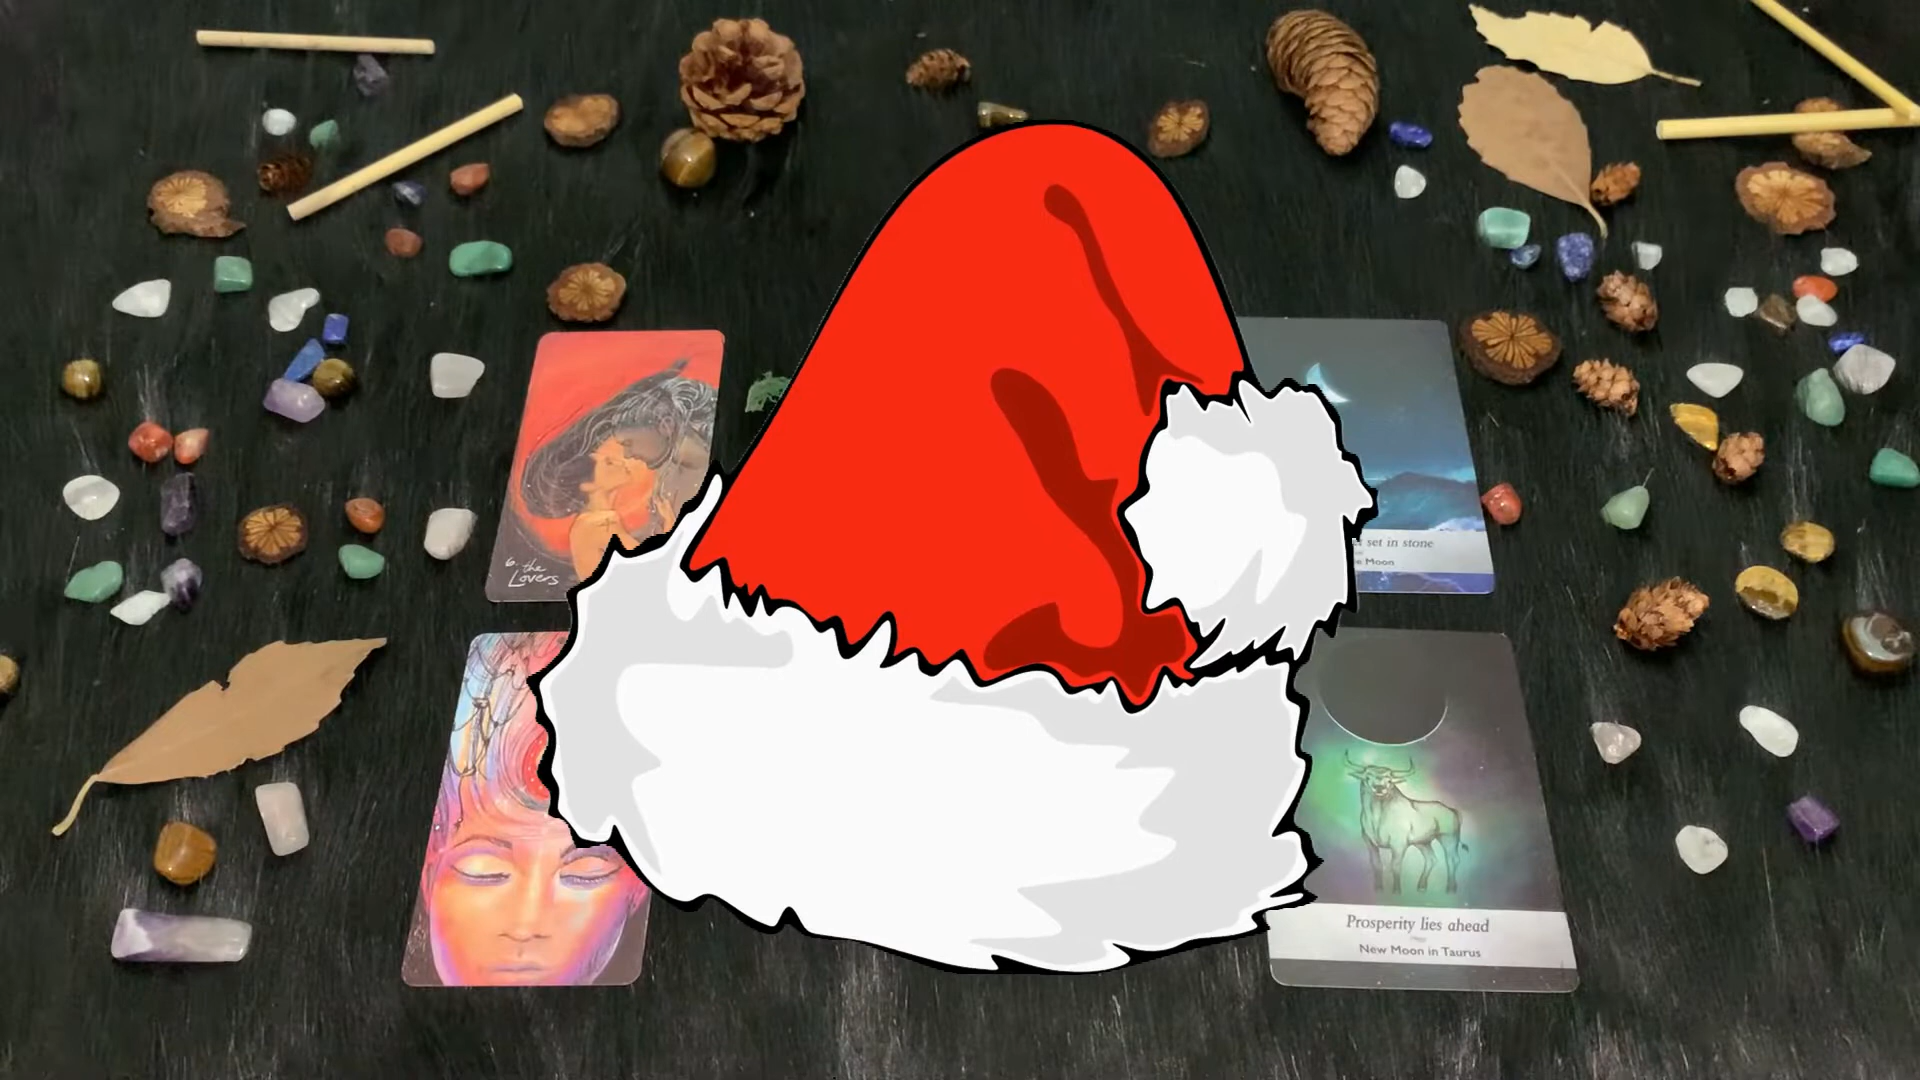 6. the
Lovers
set in stone
Moon
Prosperity lies ahead
New Moon in Taurus